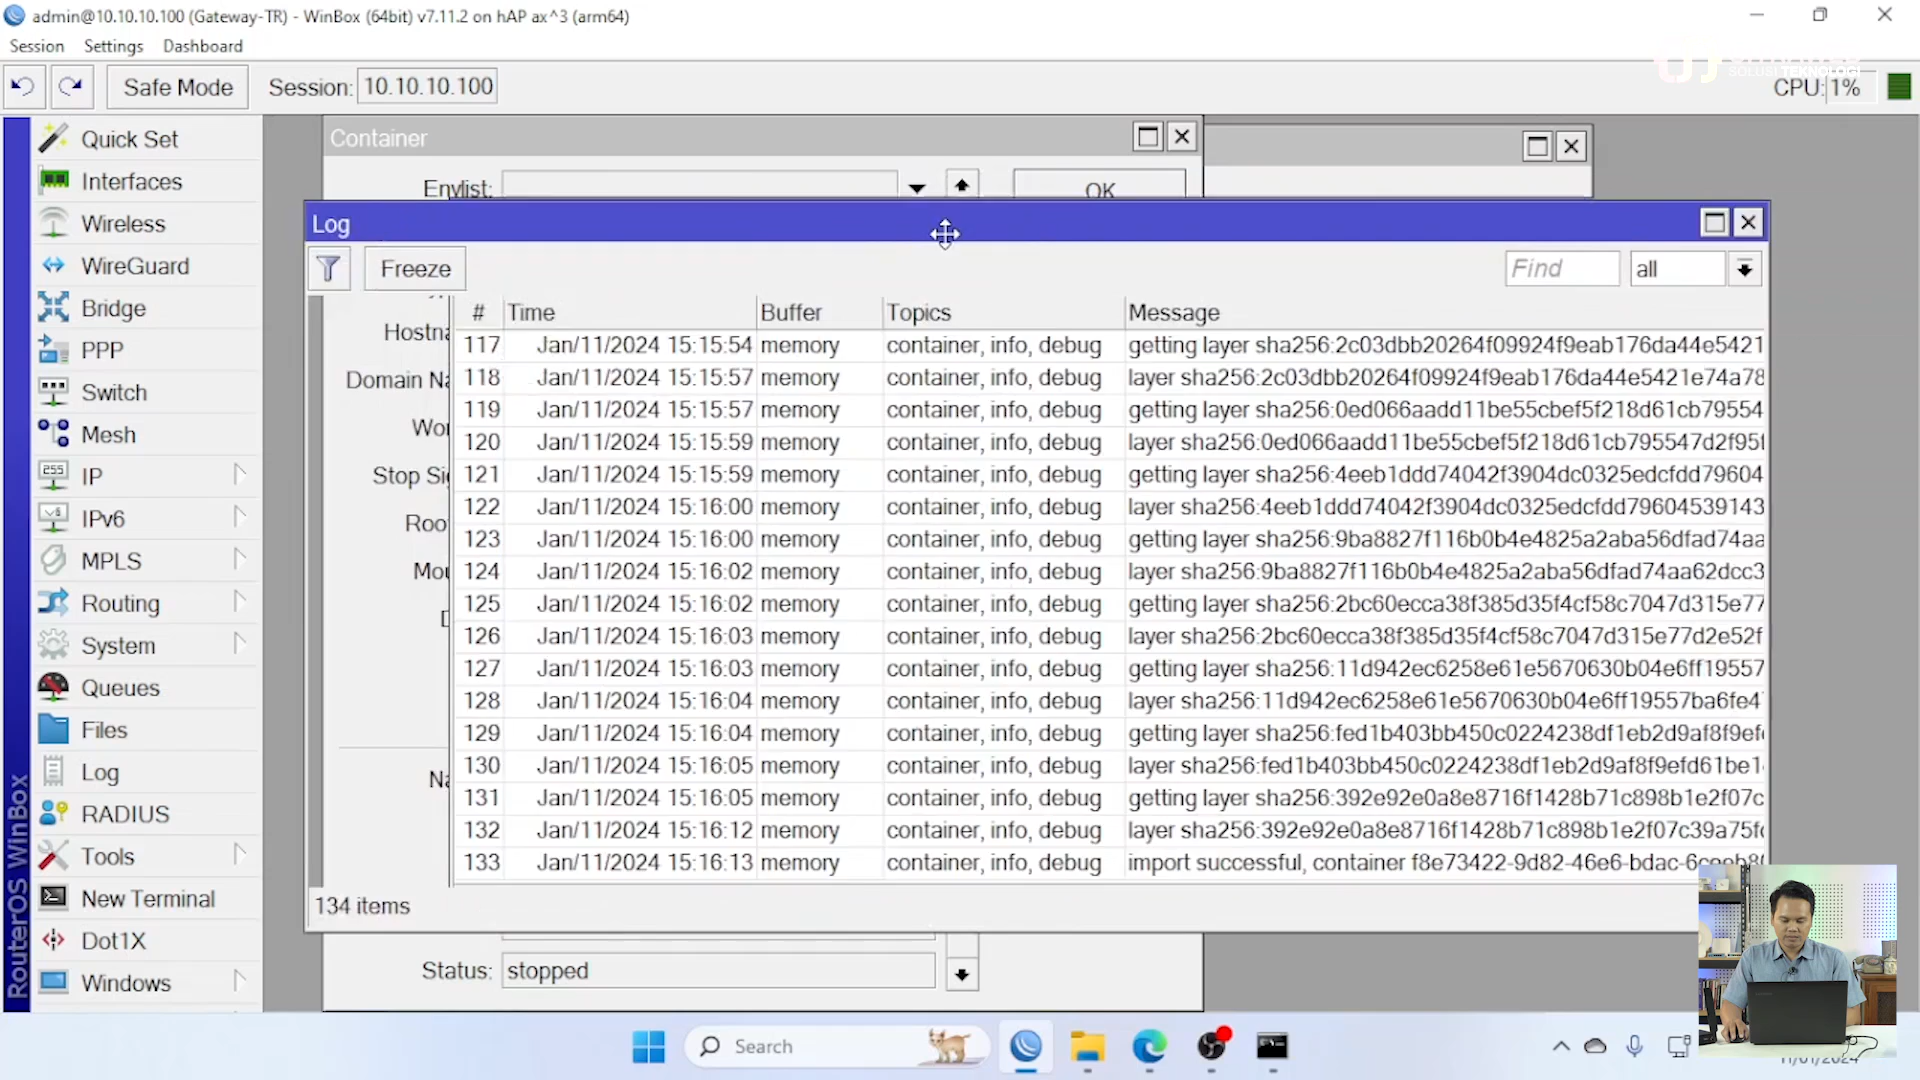 admin@10.10.10.100 (Gateway-TR) - WinBox (64bit) v7.11.2 on hAP ax^3 (arm64)
Session Settings Dashboard
Safe Mode Session: 10.10.10.100 CPU: 1%
SOLUSI TEKNOLOGI
Quick Set
Interfaces
Wireless
WireGuard
Bridge
PPP
Switch
Mesh
IP
IPv6
MPLS
Routing
System
Queues
Files
Log
RADIUS
Tools
New Terminal
Dot1X
Windows
RouterOS WinBox
Container
Envlist: OK
Log
Freeze Find all
# Time Buffer Topics Message
117 Jan/11/2024 15:15:54 memory container, info, debug getting layer sha256:2c03dbb20264f09924f9eab176da44e5421
118 Jan/11/2024 15:15:57 memory container, info, debug layer sha256:2c03dbb20264f09924f9eab176da44e5421e74a78
119 Jan/11/2024 15:15:57 memory container, info, debug getting layer sha256:0ed066aadd11be55cbef5f218d61cb79554
120 Jan/11/2024 15:15:59 memory container, info, debug layer sha256:0ed066aadd11be55cbef5f218d61cb795547d2f95f
121 Jan/11/2024 15:15:59 memory container, info, debug getting layer sha256:4eeb1ddd74042f3904dc0325edcfdd79604
122 Jan/11/2024 15:16:00 memory container, info, debug layer sha256:4eeb1ddd74042f3904dc0325edcfdd79604539143
123 Jan/11/2024 15:16:00 memory container, info, debug getting layer sha256:9ba8827f116b0b4e4825a2aba56dfad74aa
124 Jan/11/2024 15:16:02 memory container, info, debug layer sha256:9ba8827f116b0b4e4825a2aba56dfad74aa62dcc3
125 Jan/11/2024 15:16:02 memory container, info, debug getting layer sha256:2bc60ecca38f385d35f4cf58c7047d315e77
126 Jan/11/2024 15:16:03 memory container, info, debug layer sha256:2bc60ecca38f385d35f4cf58c7047d315e77d2e52f
127 Jan/11/2024 15:16:03 memory container, info, debug getting layer sha256:11d942ec6258e61e5670630b04e6ff19557
128 Jan/11/2024 15:16:04 memory container, info, debug layer sha256:11d942ec6258e61e5670630b04e6ff19557ba6fe4
129 Jan/11/2024 15:16:04 memory container, info, debug getting layer sha256:fed1b403bb450c0224238df1eb2d9af8f9ef
130 Jan/11/2024 15:16:05 memory container, info, debug layer sha256:fed1b403bb450c0224238df1eb2d9af8f9efd61be1
131 Jan/11/2024 15:16:05 memory container, info, debug getting layer sha256:392e92e0a8e8716f1428b71c898b1e2f07c
132 Jan/11/2024 15:16:12 memory container, info, debug layer sha256:392e92e0a8e8716f1428b71c898b1e2f07c39a75f
133 Jan/11/2024 15:16:13 memory container, info, debug import successful, container f8e73422-9d82-46e6-bdac-
134 items
Hostna
Domain Na
Wor
Stop Sig
Root
Mou
Na
Status: stopped
Search
11/01/2024